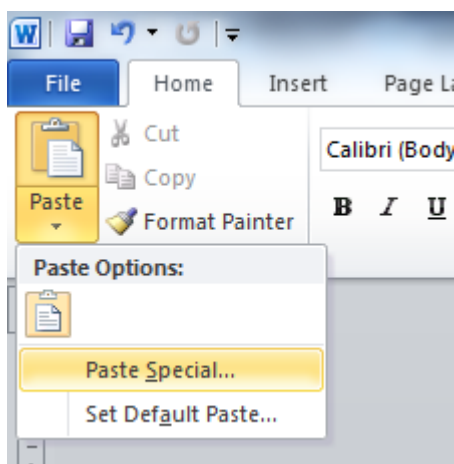 W
File Home Insert Page La
Cut
Calibri (Body
Copy
Paste
B I U
Format Painter
Paste Options:
Paste Special...
Set Default Paste...